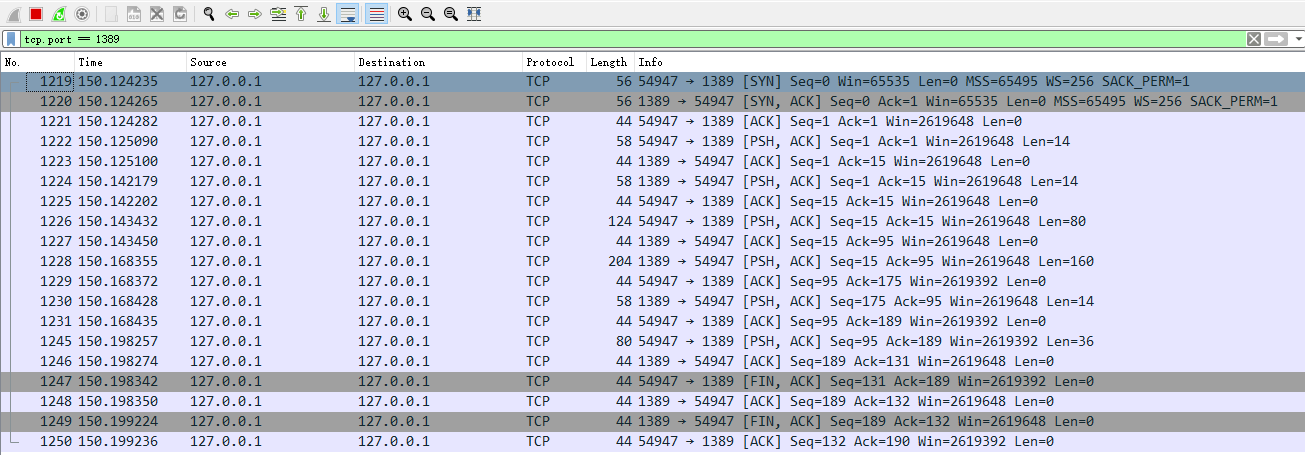 tcp.port == 1389
No. Time Source Destination Protocol Length Info
1219 150.124235 127.0.0.1 127.0.0.1 TCP 56 54947 → 1389 [SYN] Seq=0 Win=65535 Len=0 MSS=65495 WS=256 SACK_PERM=1
1220 150.124265 127.0.0.1 127.0.0.1 TCP 56 1389 → 54947 [SYN, ACK] Seq=0 Ack=1 Win=65535 Len=0 MSS=65495 WS=256 SACK_PERM=1
1221 150.124282 127.0.0.1 127.0.0.1 TCP 44 54947 → 1389 [ACK] Seq=1 Ack=1 Win=2619648 Len=0
1222 150.125090 127.0.0.1 127.0.0.1 TCP 58 54947 → 1389 [PSH, ACK] Seq=1 Ack=1 Win=2619648 Len=14
1223 150.125100 127.0.0.1 127.0.0.1 TCP 44 1389 → 54947 [ACK] Seq=1 Ack=15 Win=2619648 Len=0
1224 150.142179 127.0.0.1 127.0.0.1 TCP 58 1389 → 54947 [PSH, ACK] Seq=1 Ack=15 Win=2619648 Len=14
1225 150.142202 127.0.0.1 127.0.0.1 TCP 44 54947 → 1389 [ACK] Seq=15 Ack=15 Win=2619648 Len=0
1226 150.143432 127.0.0.1 127.0.0.1 TCP 124 54947 → 1389 [PSH, ACK] Seq=15 Ack=15 Win=2619648 Len=80
1227 150.143450 127.0.0.1 127.0.0.1 TCP 44 1389 → 54947 [ACK] Seq=15 Ack=95 Win=2619648 Len=0
1228 150.168355 127.0.0.1 127.0.0.1 TCP 204 1389 → 54947 [PSH, ACK] Seq=15 Ack=95 Win=2619648 Len=160
1229 150.168372 127.0.0.1 127.0.0.1 TCP 44 54947 → 1389 [ACK] Seq=95 Ack=175 Win=2619392 Len=0
1230 150.168428 127.0.0.1 127.0.0.1 TCP 58 1389 → 54947 [PSH, ACK] Seq=175 Ack=95 Win=2619648 Len=14
1231 150.168435 127.0.0.1 127.0.0.1 TCP 44 54947 → 1389 [ACK] Seq=95 Ack=189 Win=2619392 Len=0
1245 150.198257 127.0.0.1 127.0.0.1 TCP 80 54947 → 1389 [PSH, ACK] Seq=95 Ack=189 Win=2619392 Len=36
1246 150.198274 127.0.0.1 127.0.0.1 TCP 44 1389 → 54947 [ACK] Seq=189 Ack=131 Win=2619648 Len=0
1247 150.198342 127.0.0.1 127.0.0.1 TCP 44 54947 → 1389 [FIN, ACK] Seq=131 Ack=189 Win=2619392 Len=0
1248 150.198350 127.0.0.1 127.0.0.1 TCP 44 1389 → 54947 [ACK] Seq=189 Ack=132 Win=2619648 Len=0
1249 150.199224 127.0.0.1 127.0.0.1 TCP 44 1389 → 54947 [FIN, ACK] Seq=189 Ack=132 Win=2619648 Len=0
1250 150.199236 127.0.0.1 127.0.0.1 TCP 44 54947 → 1389 [ACK] Seq=132 Ack=190 Win=2619392 Len=0